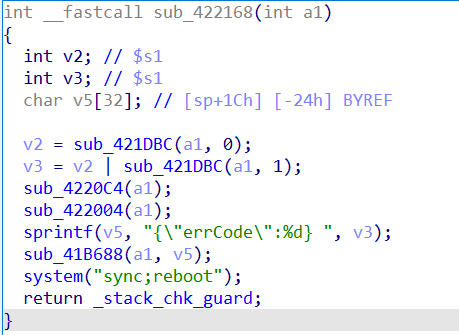 int __fastcall sub_422168(int a1)
{
  int v2; // $s1
  int v3; // $s1
  char v5[32]; // [sp+1Ch] [-24h] BYREF

  v2 = sub_421DBC(a1, 0);
  v3 = v2 | sub_421DBC(a1, 1);
  sub_4220C4(a1);
  sub_422004(a1);
  sprintf(v5, "{\"errCode\":%d} ", v3);
  sub_41B688(a1, v5);
  system("sync;reboot");
  return _stack_chk_guard;
}